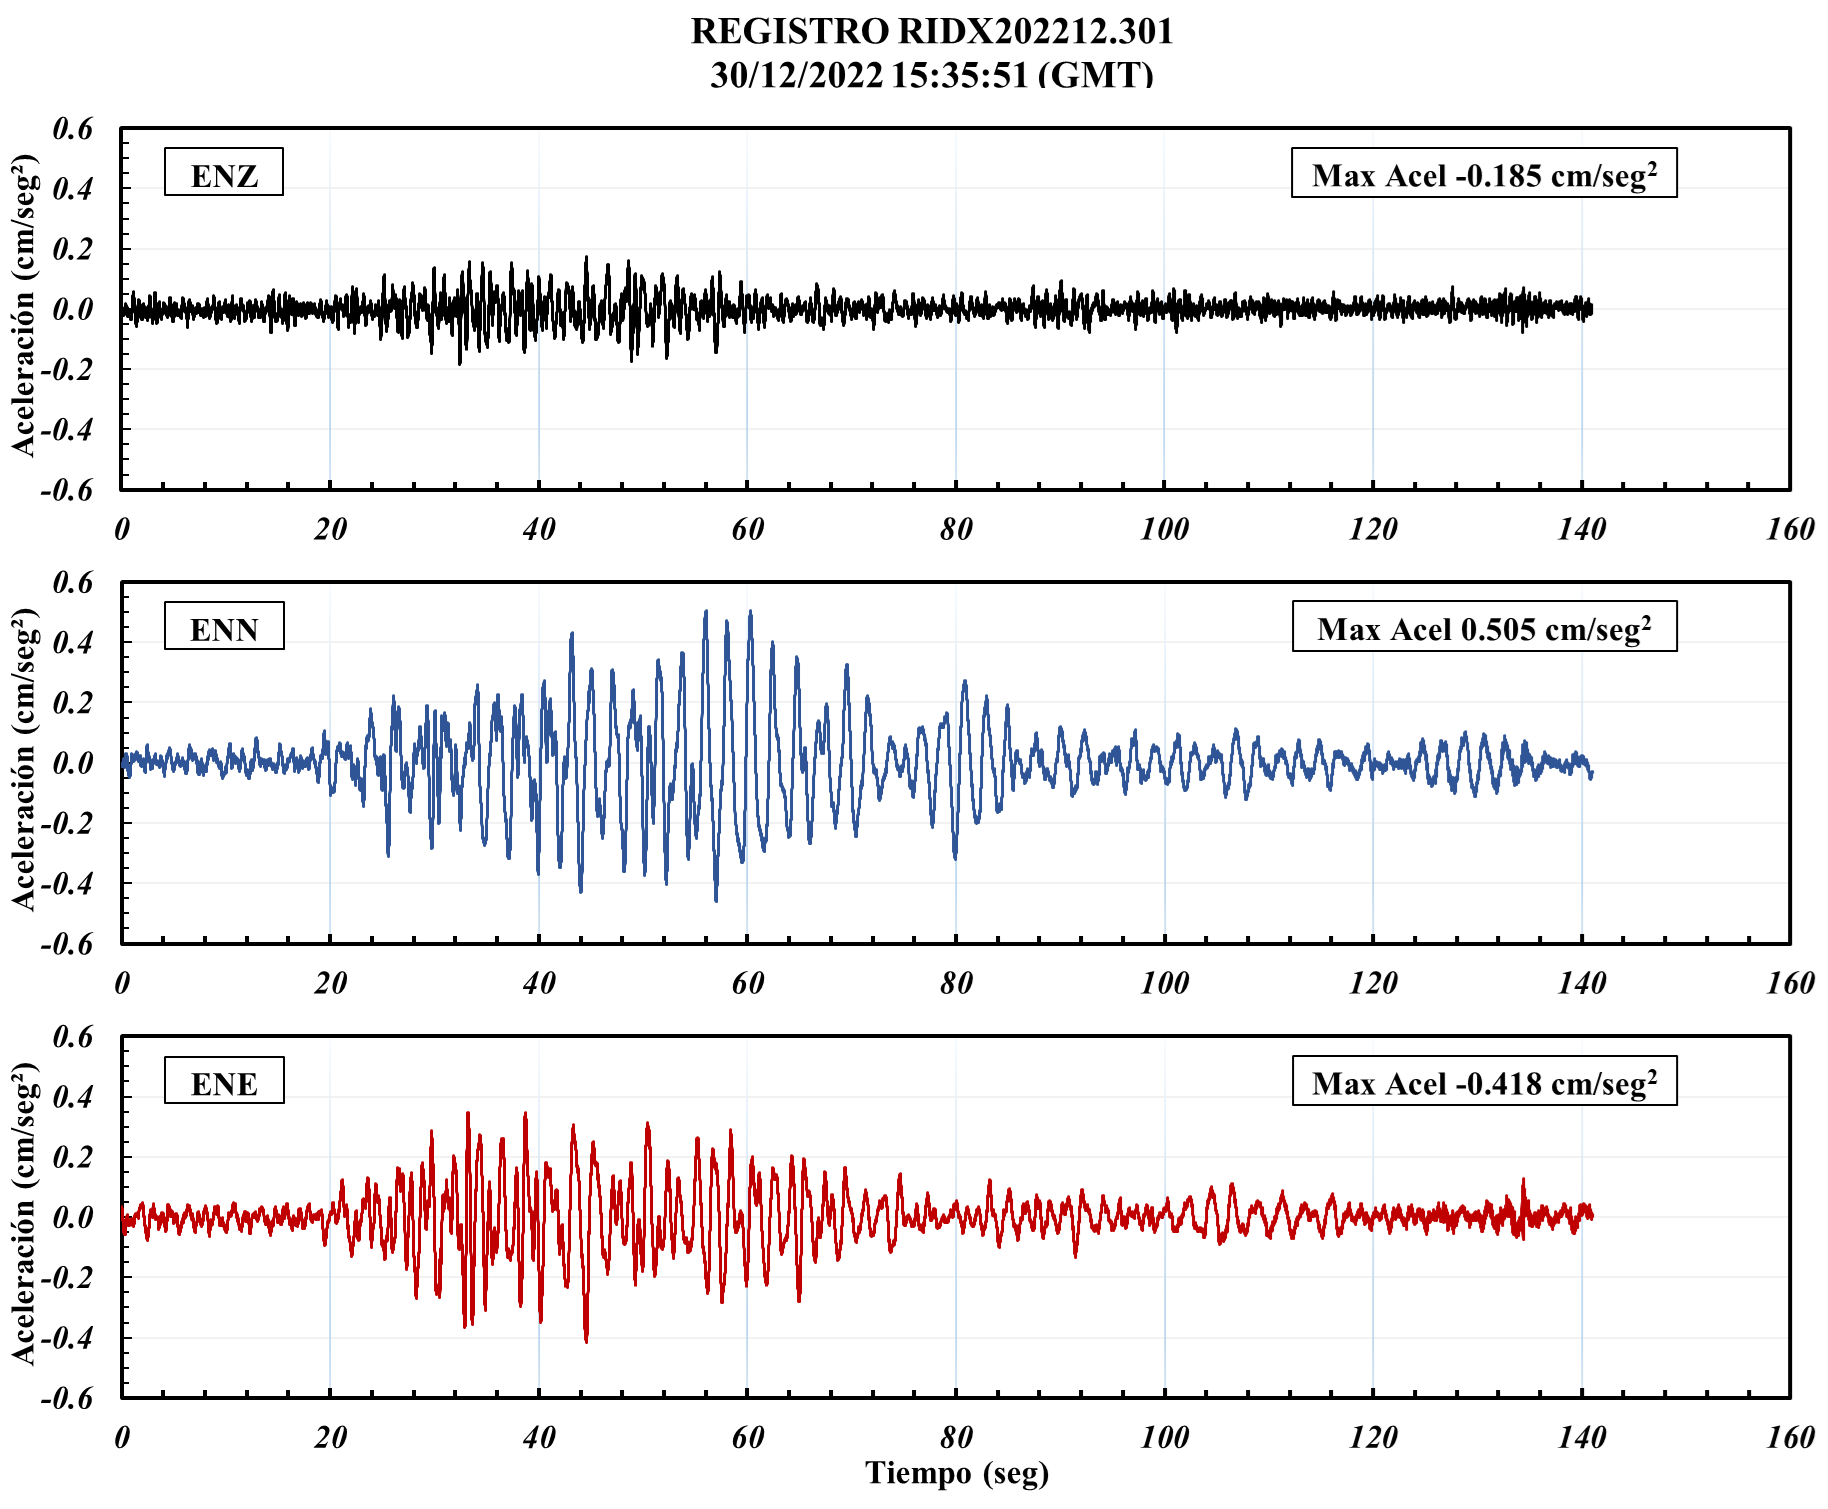 REGISTRO RIDX202212.301
30/12/2022 15:35:51 (GMT)
Aceleración (cm/seg²)
0.6
0.4
0.2
0.0
-0.2
-0.4
-0.6
ENZ
Max Acel -0.185 cm/seg²
0 20 40 60 80 100 120 140 160
Aceleración (cm/seg²)
0.6
0.4
0.2
0.0
-0.2
-0.4
-0.6
ENN
Max Acel 0.505 cm/seg²
0 20 40 60 80 100 120 140 160
Aceleración (cm/seg²)
0.6
0.4
0.2
0.0
-0.2
-0.4
-0.6
ENE
Max Acel -0.418 cm/seg²
0 20 40 60 80 100 120 140 160
Tiempo (seg)